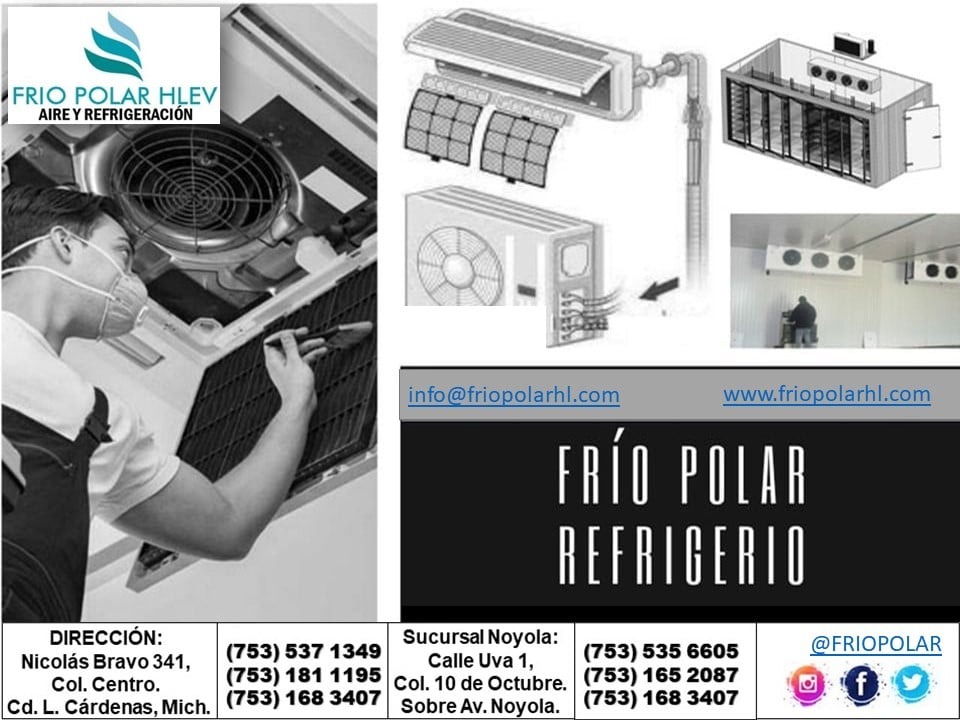 FRIO POLAR HLEV
AIRE Y REFRIGERACIÓN
info@friopolarhl.com
www.friopolarhl.com
FRÍO POLAR
REFRIGERIO
DIRECCIÓN:
Nicolás Bravo 341,
Col. Centro.
Cd. L. Cárdenas, Mich.
(753) 537 1349
(753) 181 1195
(753) 168 3407
Sucursal Noyola:
Calle Uva 1,
Col. 10 de Octubre.
Sobre Av. Noyola.
(753) 535 6605
(753) 165 2087
(753) 168 3407
@FRIOPOLAR